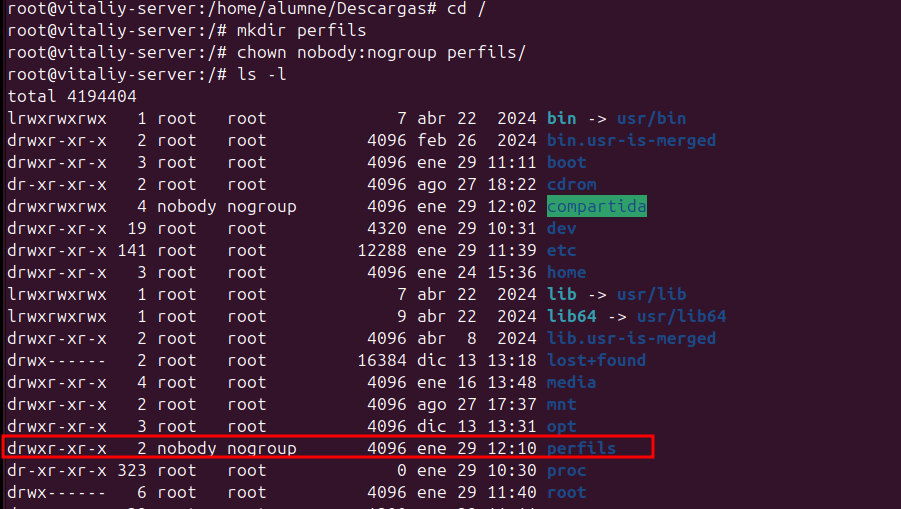 root@vitaliy-server:/home/alumne/Descargas# cd /
root@vitaliy-server:/# mkdir perfils
root@vitaliy-server:/# chown nobody:nogroup perfils/
root@vitaliy-server:/# ls -l
total 4194404
lrwxrwxrwx   1 root   root             7 abr 22  2024 bin -> usr/bin
drwxr-xr-x   2 root   root          4096 feb 26  2024 bin.usr-is-merged
drwxr-xr-x   3 root   root          4096 ene 29 11:11 boot
dr-xr-xr-x   2 root   root          4096 ago 27 18:22 cdrom
drwxrwxrwx   4 nobody nogroup       4096 ene 29 12:02 compartida
drwxr-xr-x  19 root   root          4320 ene 29 10:31 dev
drwxr-xr-x 141 root   root         12288 ene 29 11:39 etc
drwxr-xr-x   3 root   root          4096 ene 24 15:36 home
lrwxrwxrwx   1 root   root             7 abr 22  2024 lib -> usr/lib
lrwxrwxrwx   1 root   root             9 abr 22  2024 lib64 -> usr/lib64
drwxr-xr-x   2 root   root          4096 abr  8  2024 lib.usr-is-merged
drwx------   2 root   root         16384 dic 13 13:18 lost+found
drwxr-xr-x   4 root   root          4096 ene 16 13:48 media
drwxr-xr-x   2 root   root          4096 ago 27 17:37 mnt
drwxr-xr-x   3 root   root          4096 dic 13 13:31 opt
drwxr-xr-x   2 nobody nogroup       4096 ene 29 12:10 perfils
dr-xr-xr-x 323 root   root             0 ene 29 10:30 proc
drwx------   6 root   root          4096 ene 29 11:40 root